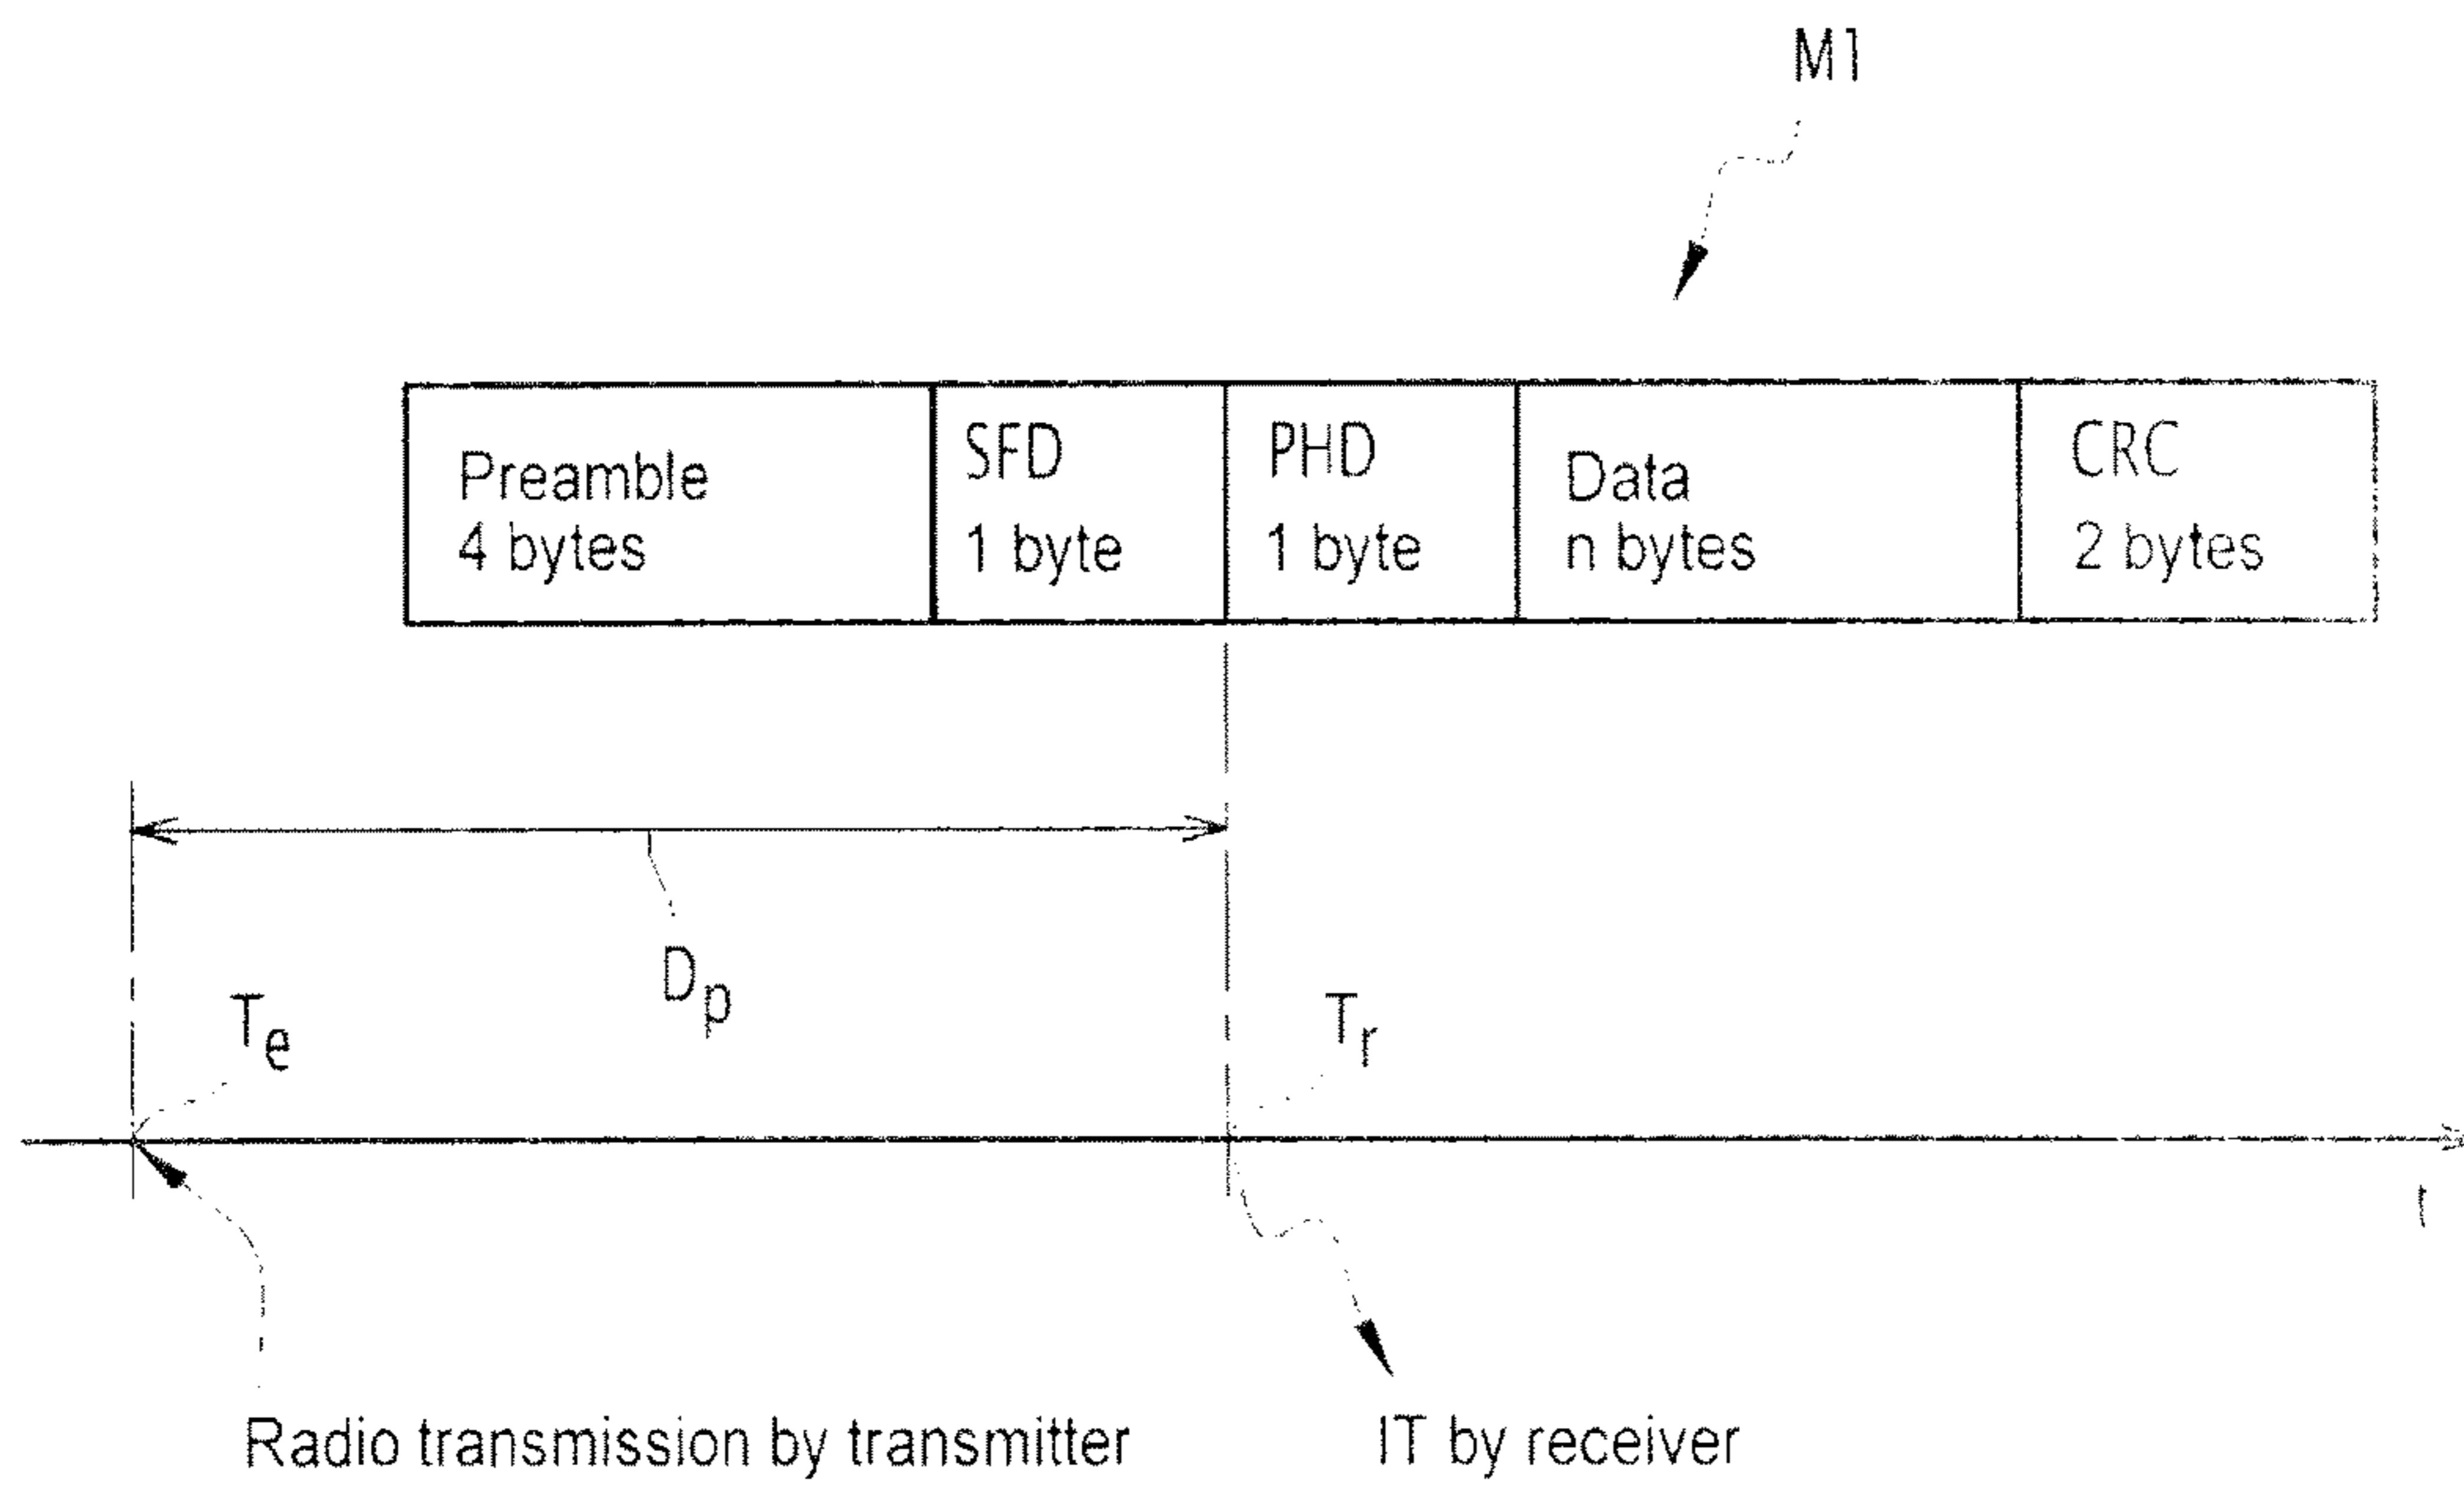 M1
Preamble
4 bytes
SFD
1 byte
PHD
1 byte
Data
n bytes
CRC
2 bytes
Dp
Te
Tr
t
Radio transmission by transmitter
IT by receiver